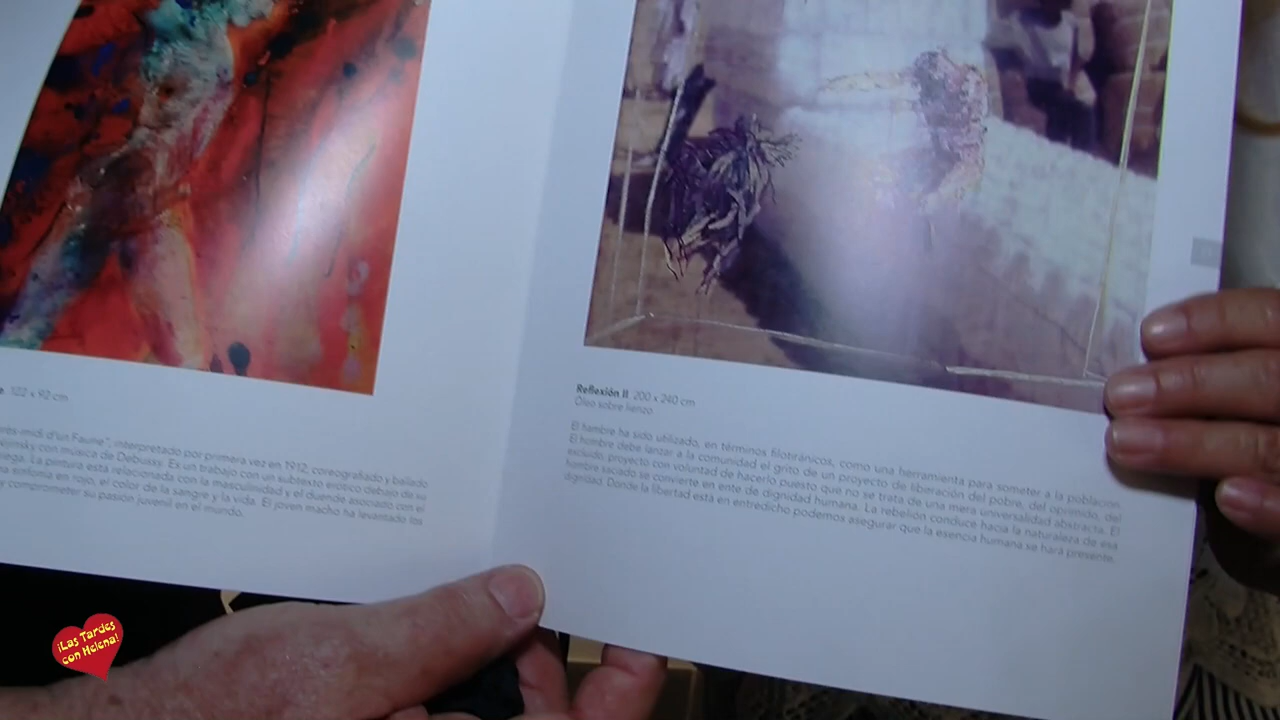 122 x 92 cm
", interpretado por primera vez en 1912, coreografiado y bailado
con música de Debussy. Es un trabajo con un subtexto erótico debajo de su
La pintura está relacionada con la masculinidad y el duende asociado con el
sinfonía en rojo, el color de la sangre y la vida. El joven macho ha levantado los
y comprometer su pasión juvenil en el mundo.
Reflexión II 200 x 240 cm
Óleo sobre lienzo
El hambre ha sido utilizado, en términos filotiránicos, como una herramienta para someter a la población.
El hombre debe lanzar a la comunidad el grito de un proyecto de liberación del pobre, del oprimido, del
excluido; proyecto con voluntad de hacerlo puesto que no se trata de una mera universalidad abstracta. El
hombre saciado se convierte en ente de dignidad humana. La rebelión conduce hacia la naturaleza de esa
dignidad. Donde la libertad está en entredicho podemos asegurar que la esencia humana se hará presente.
¡Las Tardes
con Helena!